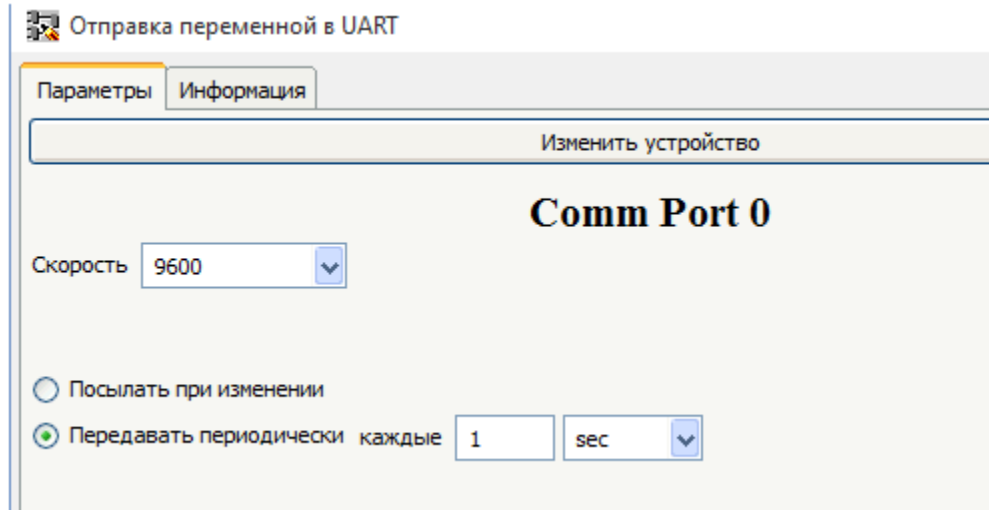 Отправка переменной в UART
Параметры Информация
Изменить устройство
Comm Port 0
Скорость 9600
Посылать при изменении
Передавать периодически каждые 1 sec